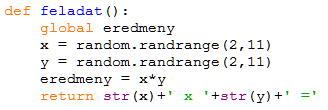 def feladat():
    global eredmeny
    x = random.randrange(2,11)
    y = random.randrange(2,11)
    eredmeny = x*y
    return str(x)+' x '+str(y)+' ='